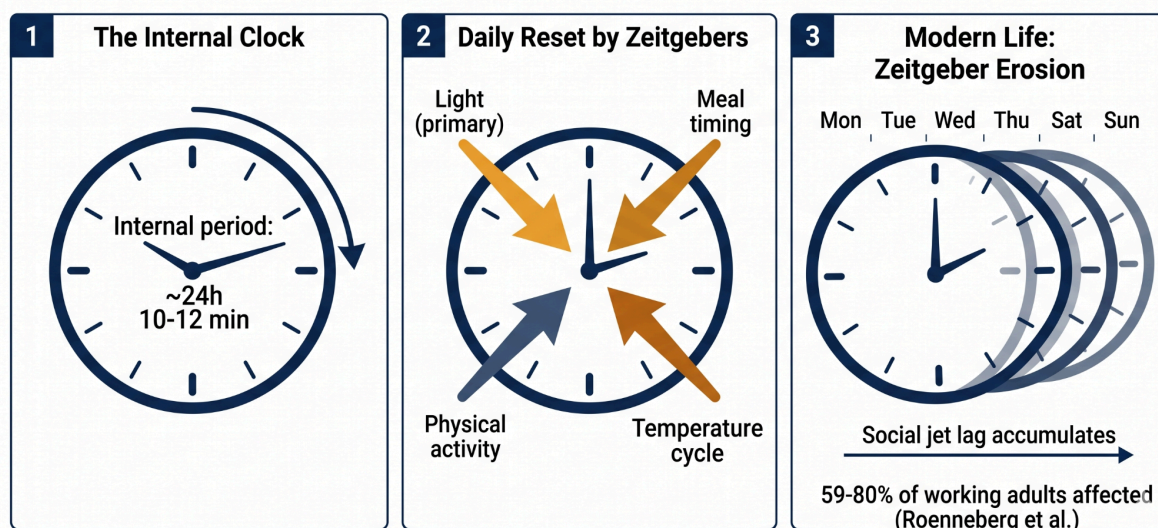 1
The Internal Clock
Internal period:
~24h
10-12 min
2
Daily Reset by Zeitgebers
Light
(primary)
Meal
timing
Physical
activity
Temperature
cycle
3
Modern Life:
Zeitgeber Erosion
Mon Tue Wed Thu Sat Sun
Social jet lag accumulates
59-80% of working adults affected
(Roenneberg et al.)